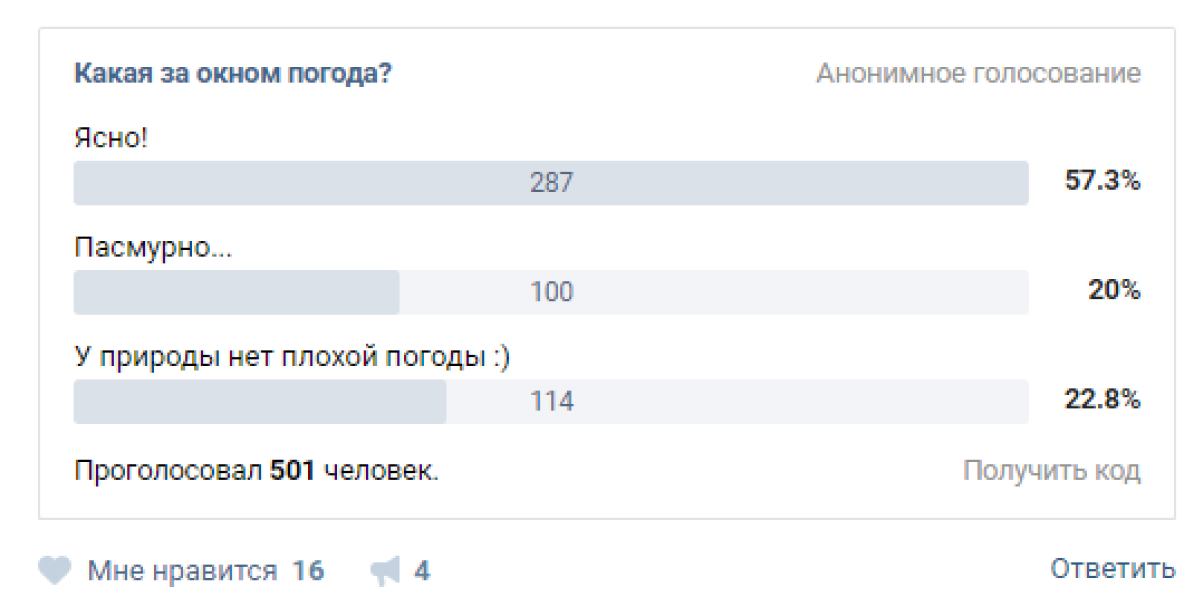 Какая за окном погода? Анонимное голосование
Ясно!
287 57.3%
Пасмурно...
100 20%
У природы нет плохой погоды :)
114 22.8%
Проголосовал 501 человек. Получить код
Мне нравится 16 4 Ответить